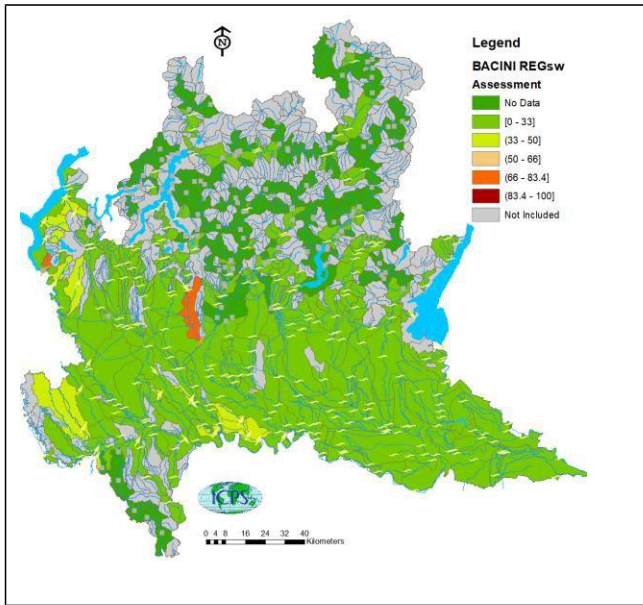 N
Legend
BACINI REGsw
Assessment
No Data
[0 - 33]
(33 - 50]
(50 - 66]
(66 - 83.4]
(83.4 - 100]
Not Included
ICPS
0 4 8 16 24 32 40
Kilometers